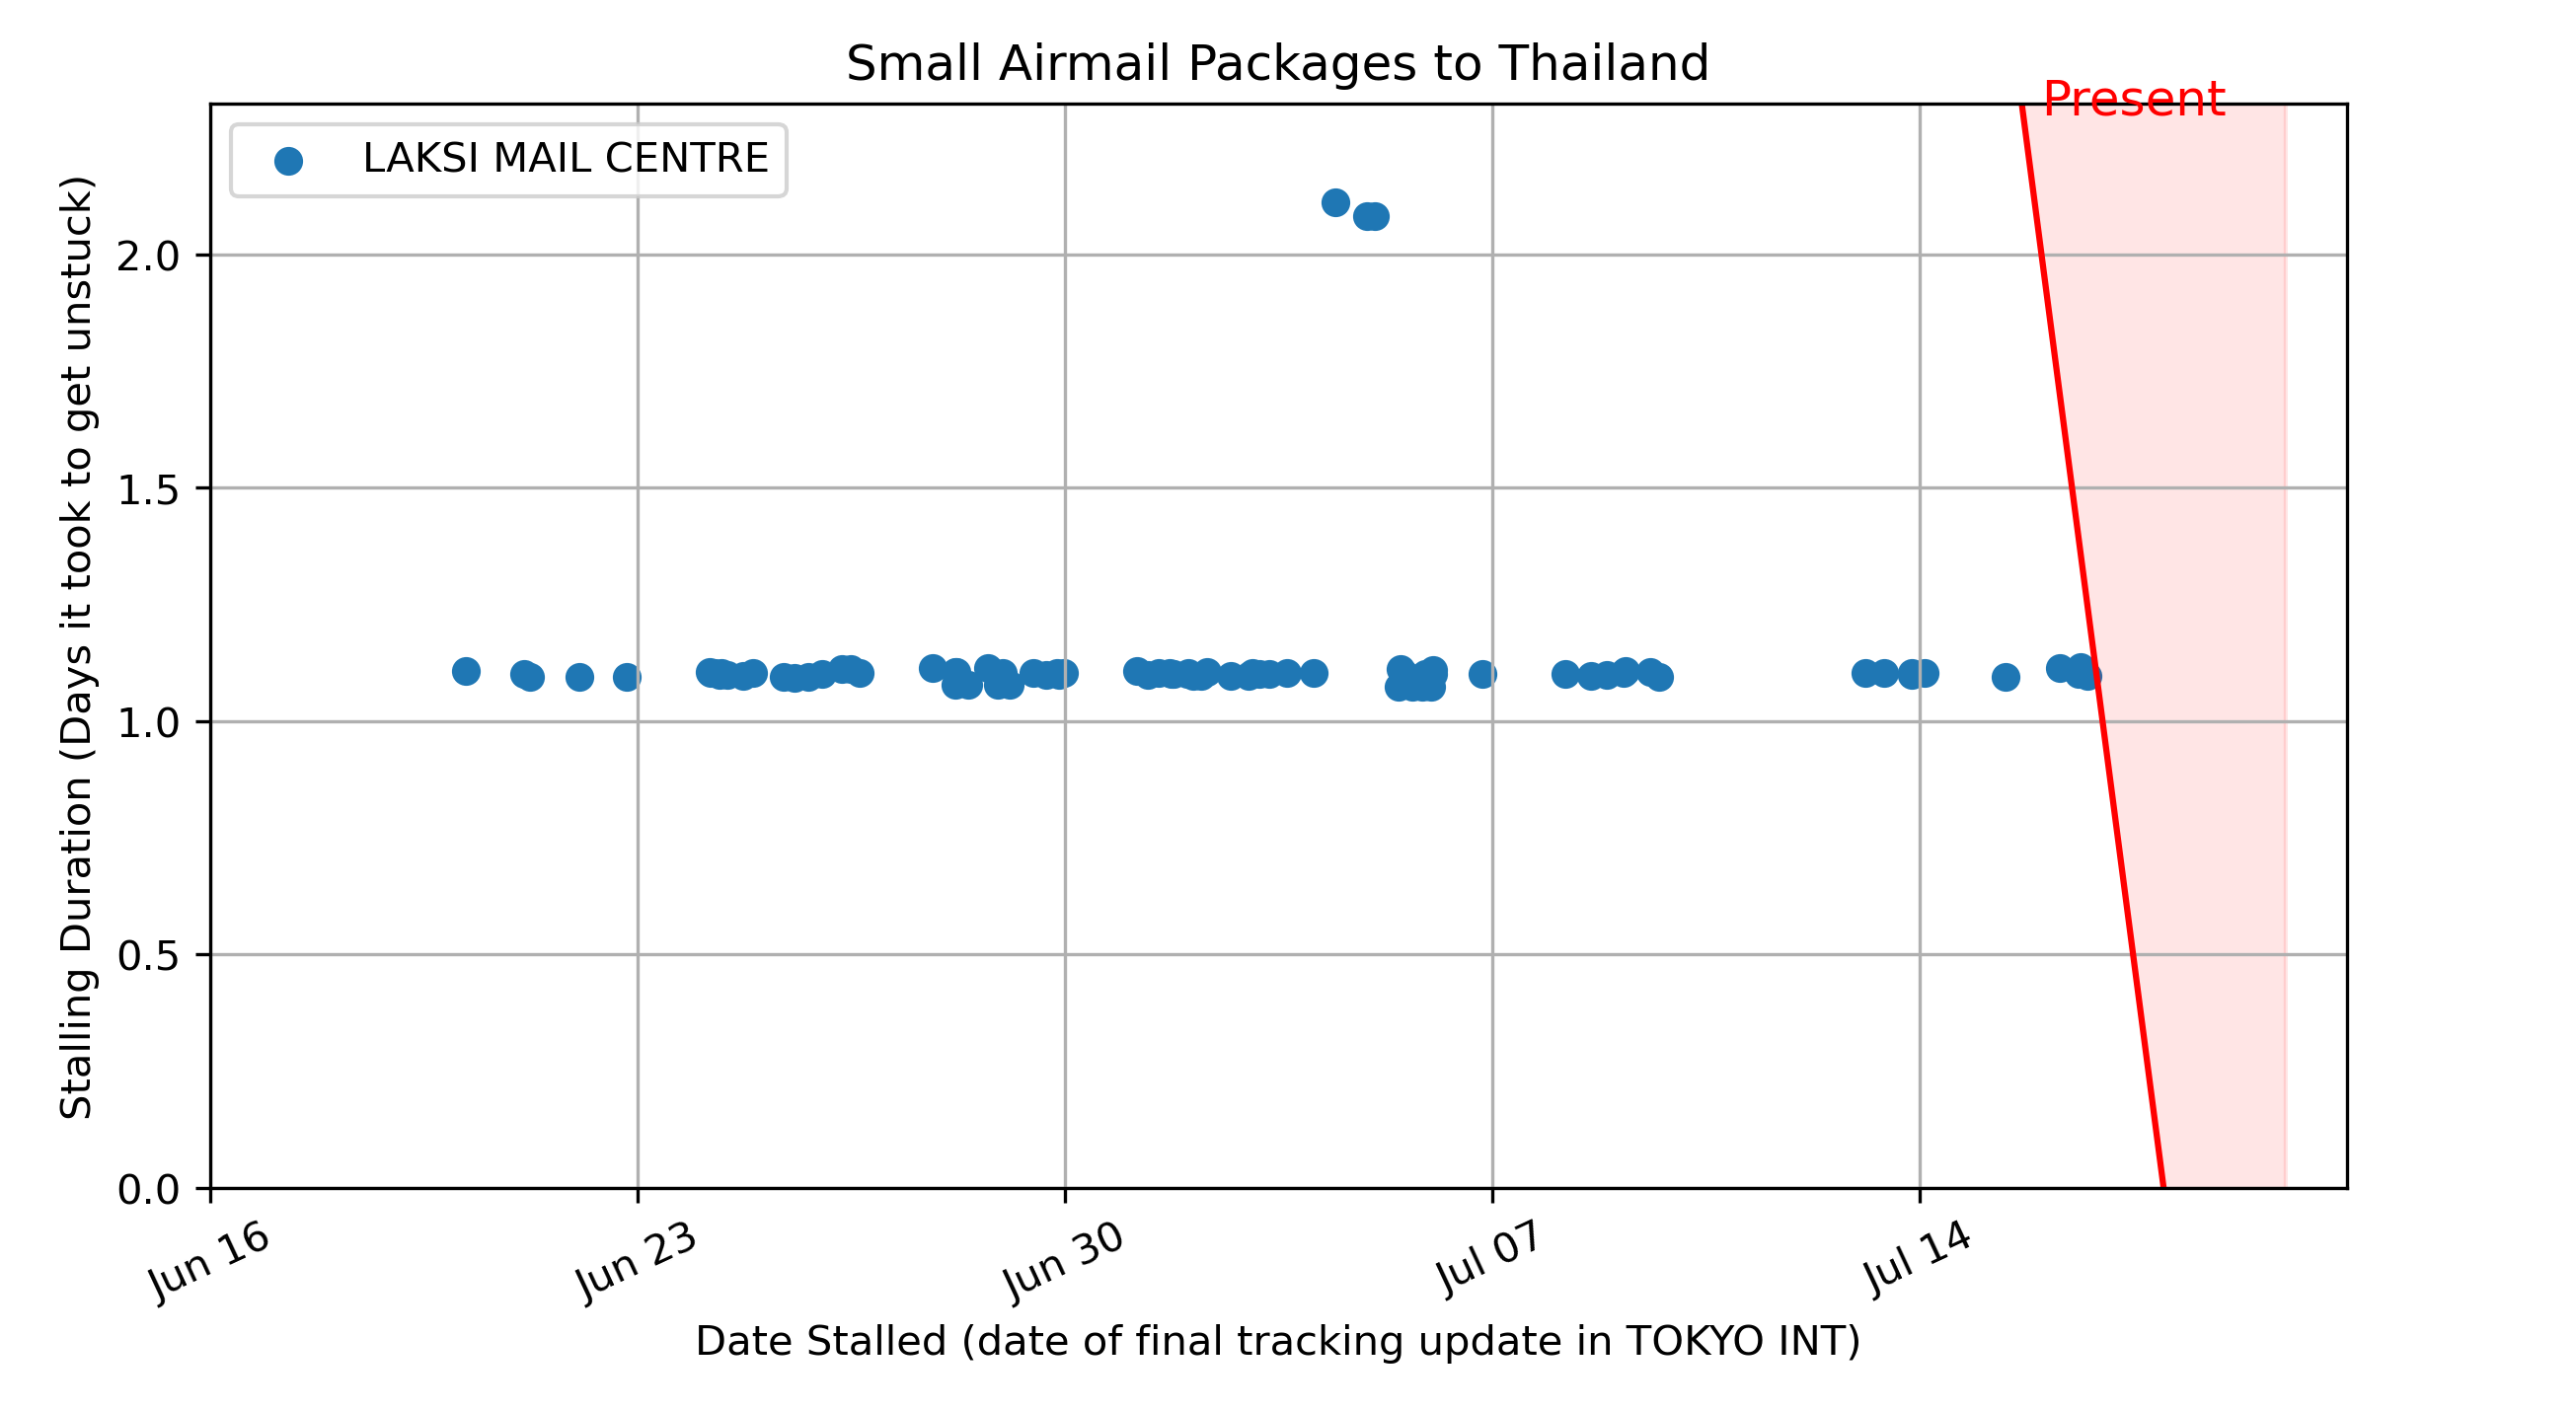 Small Airmail Packages to Thailand
Present
LAKSI MAIL CENTRE
Stalling Duration (Days it took to get unstuck)
2.0
1.5
1.0
0.5
0.0
Jun 16
Jun 23
Jun 30
Jul 07
Jul 14
Date Stalled (date of final tracking update in TOKYO INT)